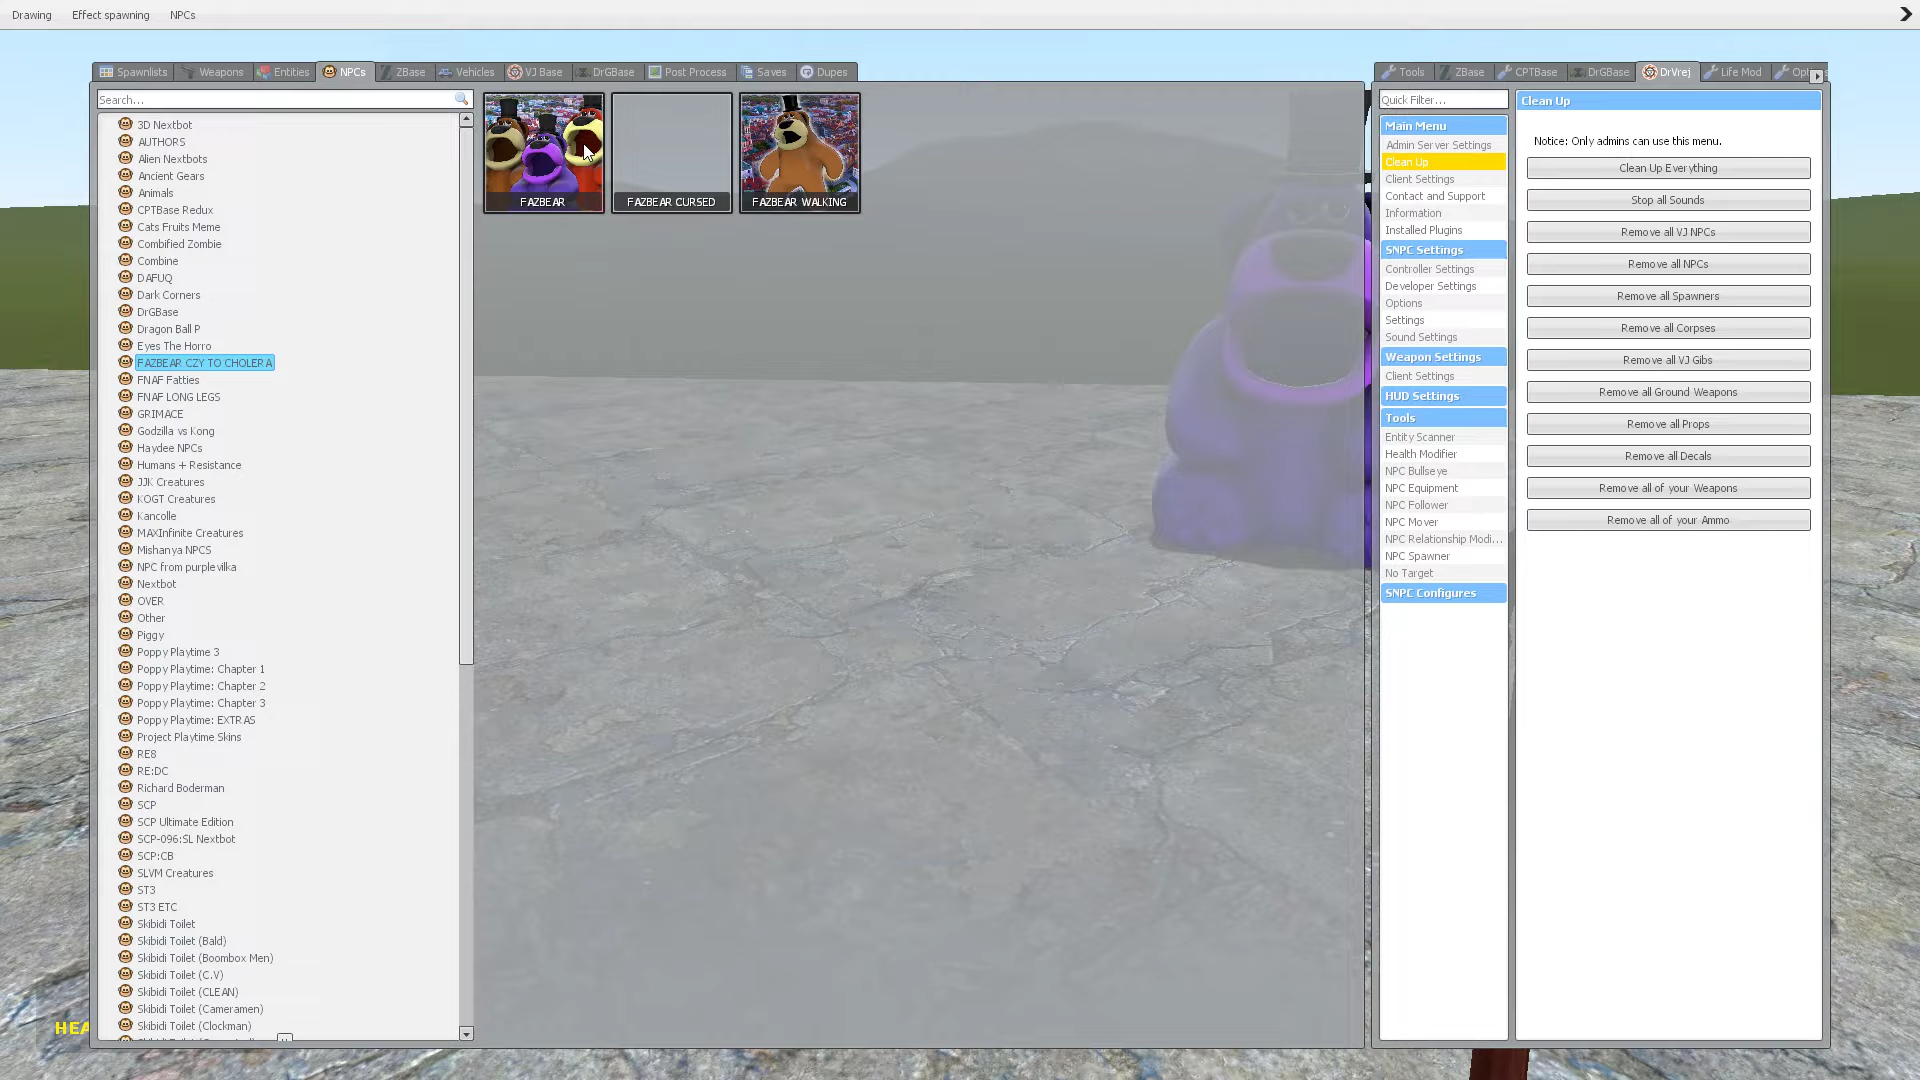 Drawing Effect spawning NPCs
Spawnlists Weapons Entities NPCs ZBase Vehicles VJ Base DrGBase Post Process Saves Dupes
Search...
3D Nextbot
AUTHORS
Alien Nextbots
Ancient Gears
Animals
CPTBase Redux
Cats Fruits Meme
Combified Zombie
Combine
DAFUQ
Dark Corners
DrGBase
Dragon Ball P
Eyes The Horro
FAZBEAR CZY TO CHOLERA
FNAF Fatties
FNAF LONG LEGS
GRIMACE
Godzilla vs Kong
Haydee NPCs
Humans + Resistance
JJK Creatures
KOGT Creatures
Kancolle
MAXInfinite Creatures
Mishanya NPCS
NPC from purplevilka
Nextbot
OVER
Other
Piggy
Poppy Playtime 3
Poppy Playtime: Chapter 1
Poppy Playtime: Chapter 2
Poppy Playtime: Chapter 3
Poppy Playtime: EXTRAS
Project Playtime Skins
RE8
RE:DC
Richard Boderman
SCP
SCP Ultimate Edition
SCP-096:SL Nextbot
SCP:CB
SLVM Creatures
ST3
ST3 ETC
Skibidi Toilet
Skibidi Toilet (Bald)
Skibidi Toilet (Boombox Men)
Skibidi Toilet (C.V)
Skibidi Toilet (CLEAN)
Skibidi Toilet (Cameramen)
Skibidi Toilet (Clockman)
FAZBEAR
FAZBEAR CURSED
FAZBEAR WALKING
HEA
Tools ZBase CPTBase DrGBase DrVrej Life Mod
Quick Filter...
Main Menu
Admin Server Settings
Clean Up
Client Settings
Contact and Support
Information
Installed Plugins
SNPC Settings
Controller Settings
Developer Settings
Options
Settings
Sound Settings
Weapon Settings
Client Settings
HUD Settings
Tools
Entity Scanner
Health Modifier
NPC Bullseye
NPC Equipment
NPC Follower
NPC Mover
NPC Relationship Modi...
NPC Spawner
No Target
SNPC Configures
Clean Up
Notice: Only admins can use this menu.
Clean Up Everything
Stop all Sounds
Remove all VJ NPCs
Remove all NPCs
Remove all Spawners
Remove all Corpses
Remove all VJ Gibs
Remove all Ground Weapons
Remove all Props
Remove all Decals
Remove all of your Weapons
Remove all of your Ammo